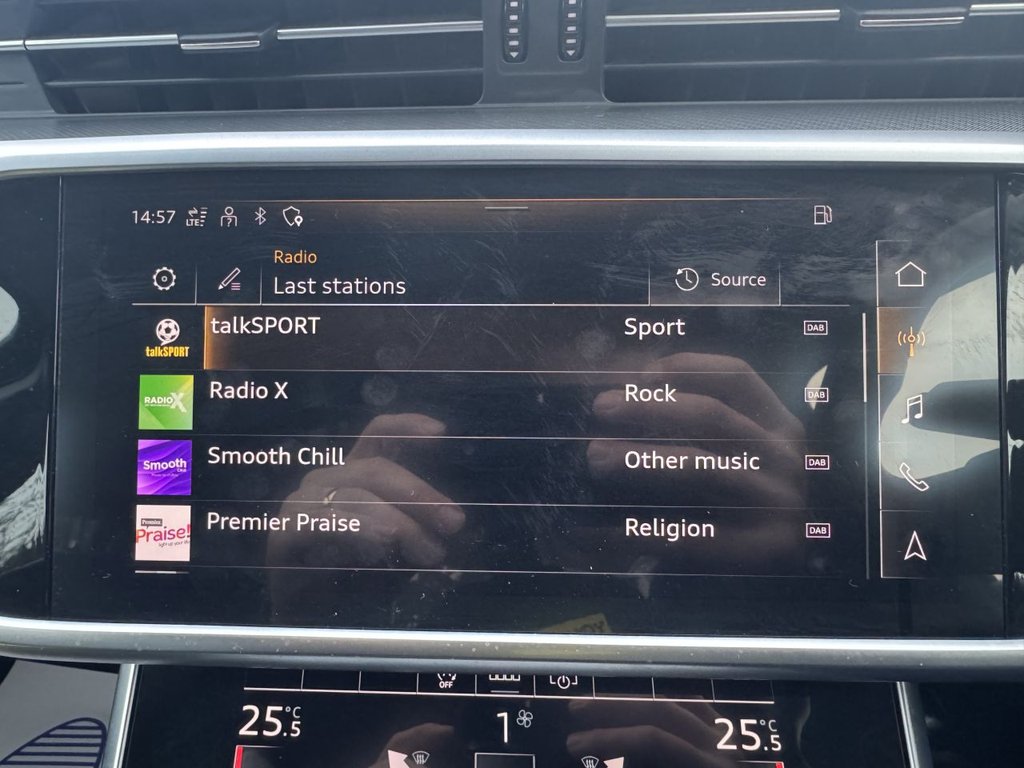 14:57 LTE
Radio
Last stations
Source
talkSPORT talkSPORT Sport DAB
RADIO X Radio X Rock DAB
Smooth Smooth Chill Other music DAB
Premier
Praise! Premier Praise Religion DAB
OFF
25.5 °C 1 25.5 °C